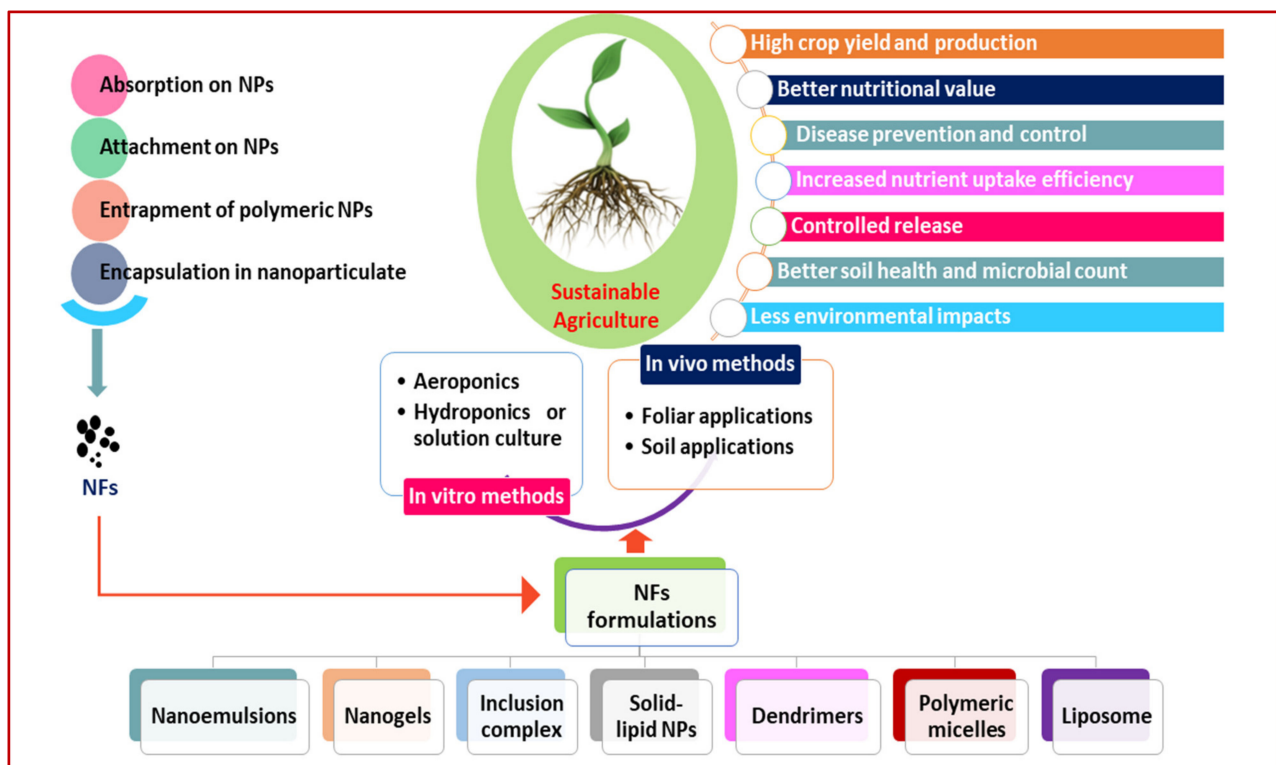 Absorption on NPs
Attachment on NPs
Entrapment of polymeric NPs
Encapsulation in nanoparticulate
NFs
Sustainable
Agriculture
High crop yield and production
Better nutritional value
Disease prevention and control
Increased nutrient uptake efficiency
Controlled release
Better soil health and microbial count
Less environmental impacts
• Aeroponics
• Hydroponics or
solution culture
In vitro methods
In vivo methods
• Foliar applications
• Soil applications
NFs
formulations
Nanoemulsions
Nanogels
Inclusion
complex
Solid-
lipid NPs
Dendrimers
Polymeric
micelles
Liposome